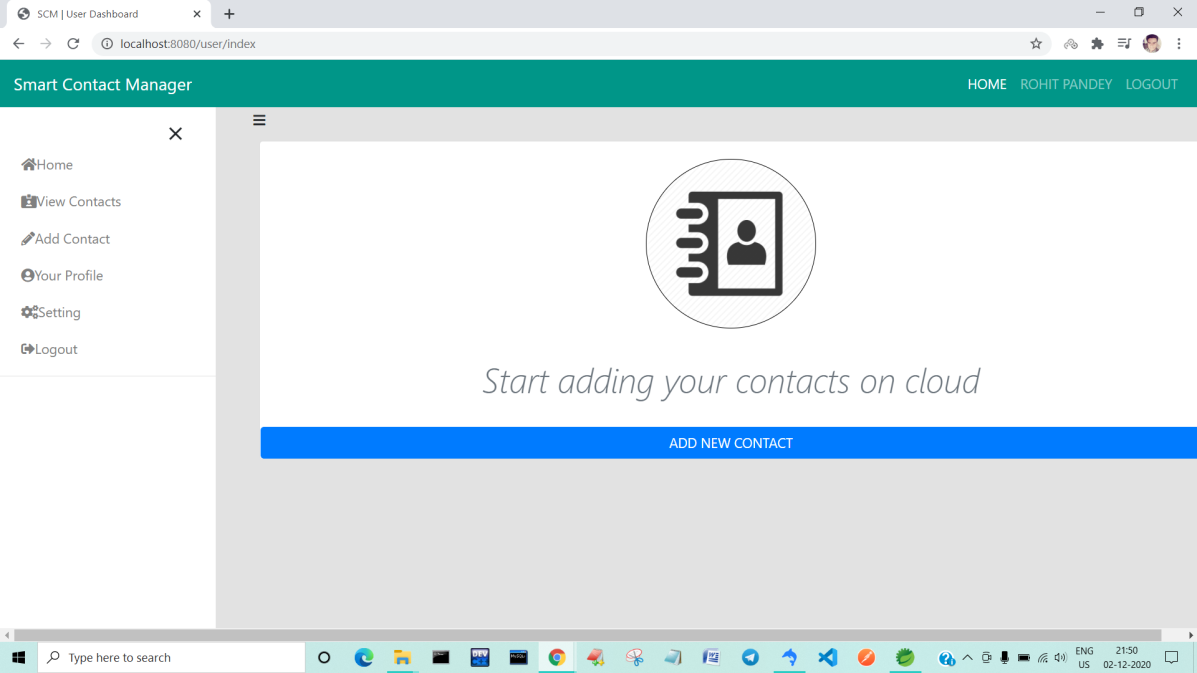 SCM | User Dashboard
localhost:8080/user/index
Smart Contact Manager
HOME ROHIT PANDEY LOGOUT
Home
View Contacts
Add Contact
Your Profile
Setting
Logout
Start adding your contacts on cloud
ADD NEW CONTACT
Type here to search
DEV
MySQL
ENG
US
21:50
02-12-2020